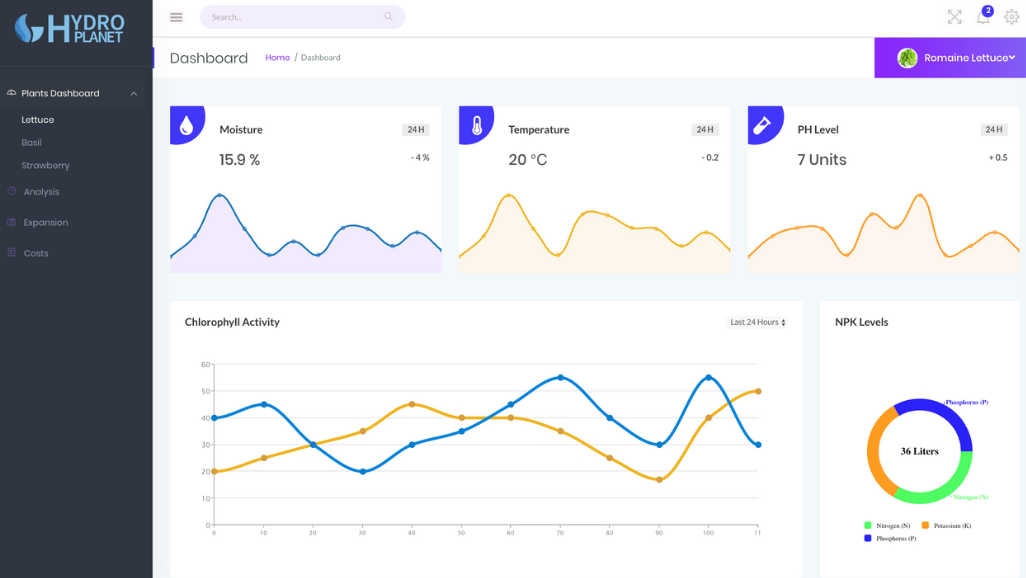 HYDRO
PLANET
Search...
2
Dashboard
Home / Dashboard
Romaine Lettuce
Plants Dashboard
Lettuce
Basil
Strawberry
Analysis
Expansion
Costs
Moisture
24 H
15.9 %
- 4 %
Temperature
24 H
20 °C
- 0.2
PH Level
24 H
7 Units
+ 0.5
Chlorophyll Activity
Last 24 Hours
60
50
40
30
20
10
0
0 10 20 30 40 50 60 70 80 90 100 11
NPK Levels
Phosphorus (P)
36 Liters
Nitrogen (N)
Nitrogen (N)
Potassium (K)
Phosphorus (P)